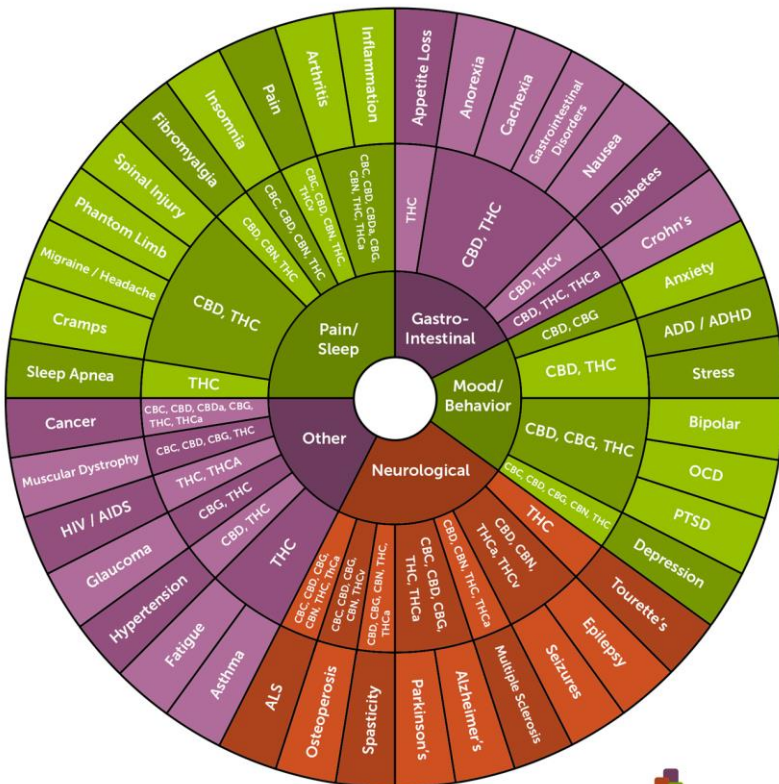 Pain/
Sleep
Gastro-
Intestinal
Mood/
Behavior
Neurological
Other
Appetite Loss
Anorexia
Cachexia
Gastrointestinal
Disorders
Nausea
Diabetes
Crohn's
THC
CBD, THC
CBD, THCv
CBD, THC, THCa
Anxiety
ADD / ADHD
Stress
Bipolar
OCD
PTSD
Depression
CBD, CBG
CBD, THC
CBD, CBG, THC
CBC, CBD, CBG, CBN, THC
Tourette's
Epilepsy
Seizures
Multiple Sclerosis
Alzheimer's
Parkinson's
Spasticity
Osteoperosis
ALS
THC
CBD, CBN,
THCa, THCv
CBD, CBN, THC, THCa
CBC, CBD, CBG,
THC, THCa
CBD, CBG, CBN, THC,
THCa
CBC, CBD, CBG,
CBN, THCv
CBC, CBD, CBG,
CBN, THC, ThCa
Asthma
Fatigue
Hypertension
Glaucoma
HIV / AIDS
Muscular Dystrophy
Cancer
THC
CBD, THC
CBG, THC
THC, THCA
CBC, CBD, CBG, THC
CBC, CBD, CBDa, CBG,
THC, THCa
Sleep Apnea
Cramps
Migraine / Headache
Phantom Limb
Spinal Injury
Fibromyalgia
Insomnia
Pain
Arthritis
Inflammation
THC
CBD, THC
CBD, CBN, THC
CBC, CBD, CBN, THC
CBC, CBD, CBN, THC,
THCv
CBC, CBD, CBDa, CBG,
CBN, THC, THCa